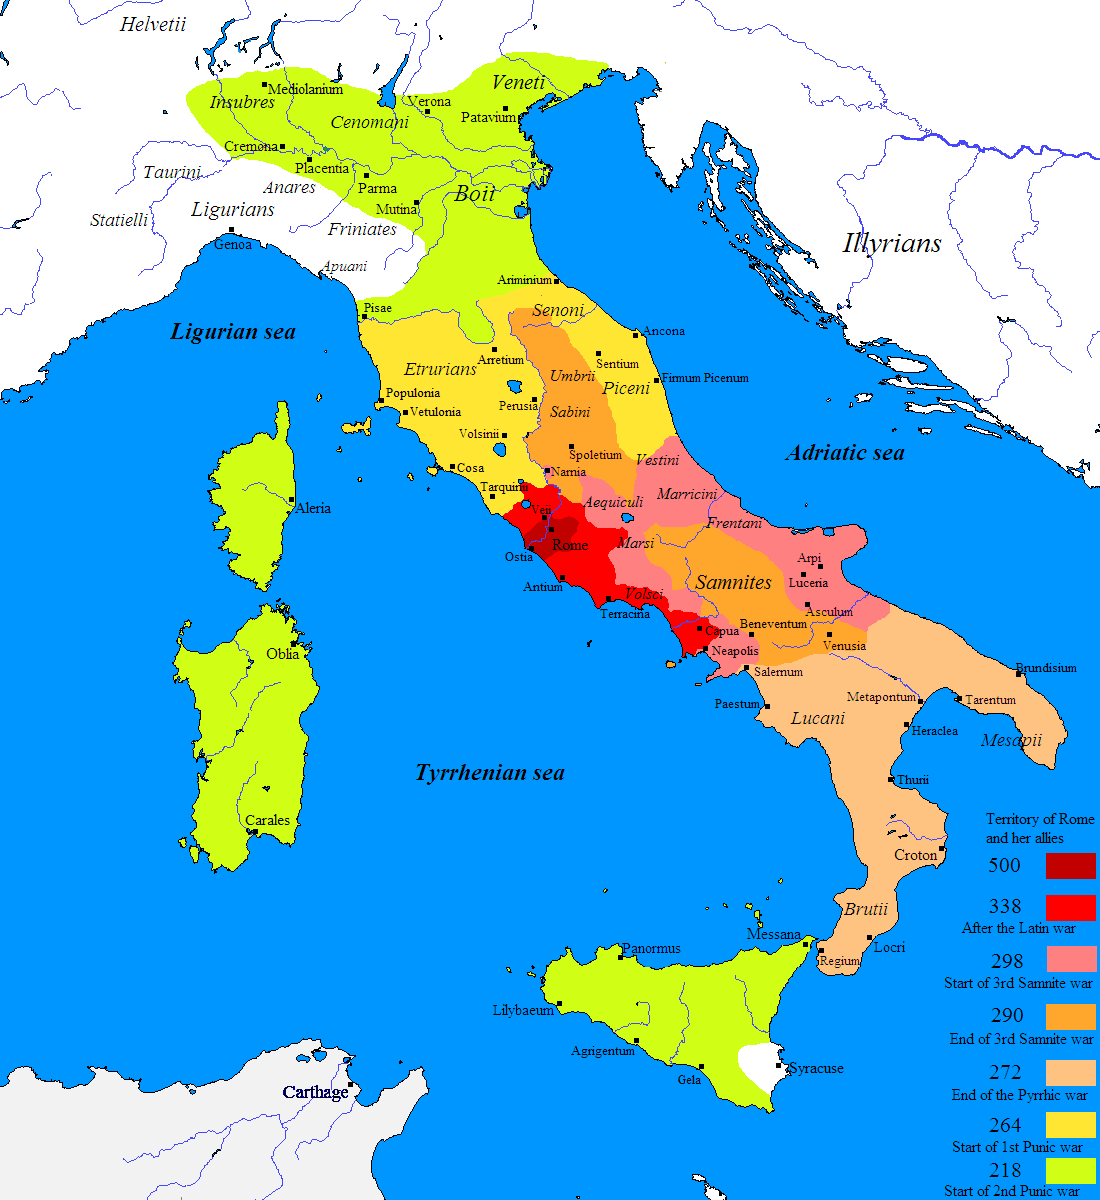 Helvetii
Mediolanium
Insubres
Veneti
Verona
Patavium
Cenomani
Cremona
Placentia
Taurini
Anares
Parma
Boii
Mutina
Ligurians
Statielli
Friniates
Genoa
Apuani
Illyrians
Ariminium
Pisae
Senoni
Ligurian sea
Ancona
Arretium
Sentium
Etrurians
Umbrii
Piceni
Firmum Picenum
Populonia
Perusia
Vetulonia
Sabini
Volsinii
Spoletium
Adriatic sea
Vestini
Cosa
Narnia
Tarquinii
Marricini
Aequiculi
Aleria
Veii
Frentani
Rome
Marsi
Ostia
Arpi
Luceria
Samnites
Antium
Volsci
Terracina
Asculum
Beneventum
Capua
Neapolis
Venusia
Oblia
Salernum
Brundisium
Paestum
Metapontum
Tarentum
Lucani
Heraclea
Mesapii
Tyrrhenian sea
Thurii
Carales
Croton
Territory of Rome
and her allies
500
338
After the Latin war
298
Start of 3rd Samnite war
290
End of 3rd Samnite war
272
End of the Pyrrhic war
264
Start of 1st Punic war
218
Start of 2nd Punic war
Brutii
Messana
Locri
Panormus
Regium
Lilybaeum
Agrigentum
Syracuse
Gela
Carthage